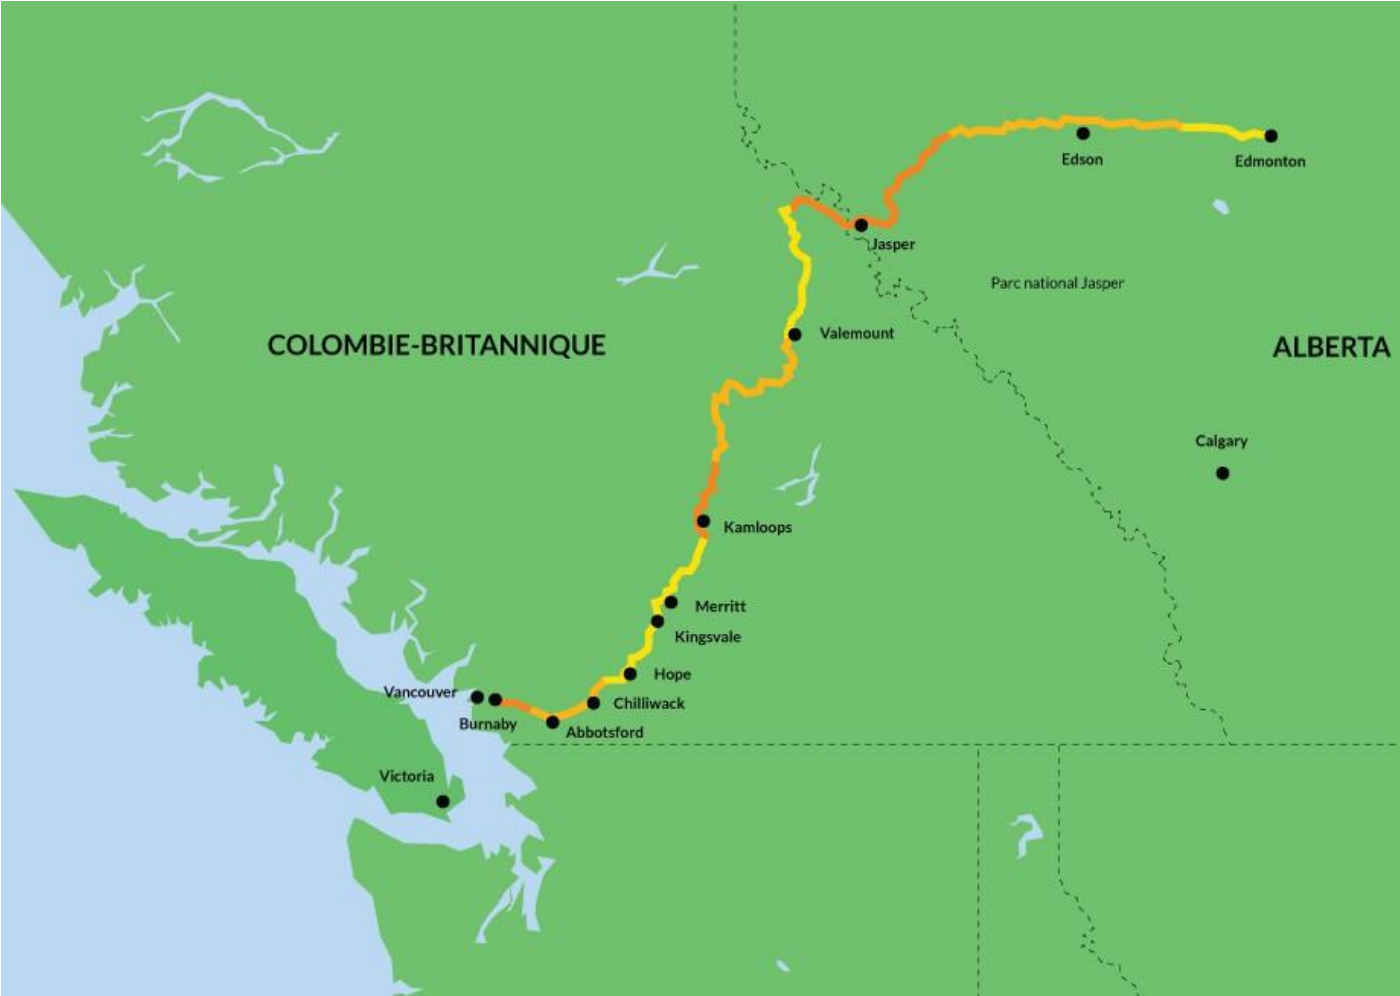 Edson
Edmonton
Jasper
Parc national Jasper
Valemount
COLOMBIE-BRITANNIQUE
ALBERTA
Calgary
Kamloops
Merritt
Kingsvale
Hope
Vancouver
Chilliwack
Burnaby
Abbotsford
Victoria